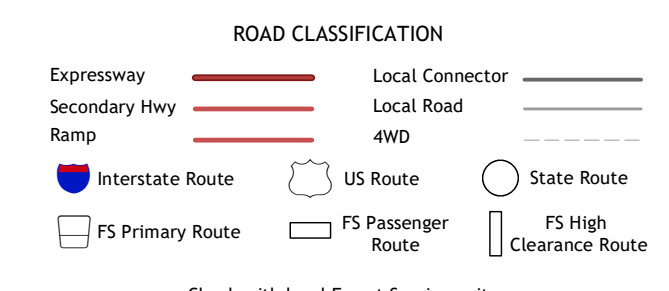 ROAD CLASSIFICATION
Expressway
Local Connector
Secondary Hwy
Local Road
Ramp
4WD
Interstate Route
US Route
State Route
FS Primary Route
FS Passenger
Route
FS High
Clearance Route